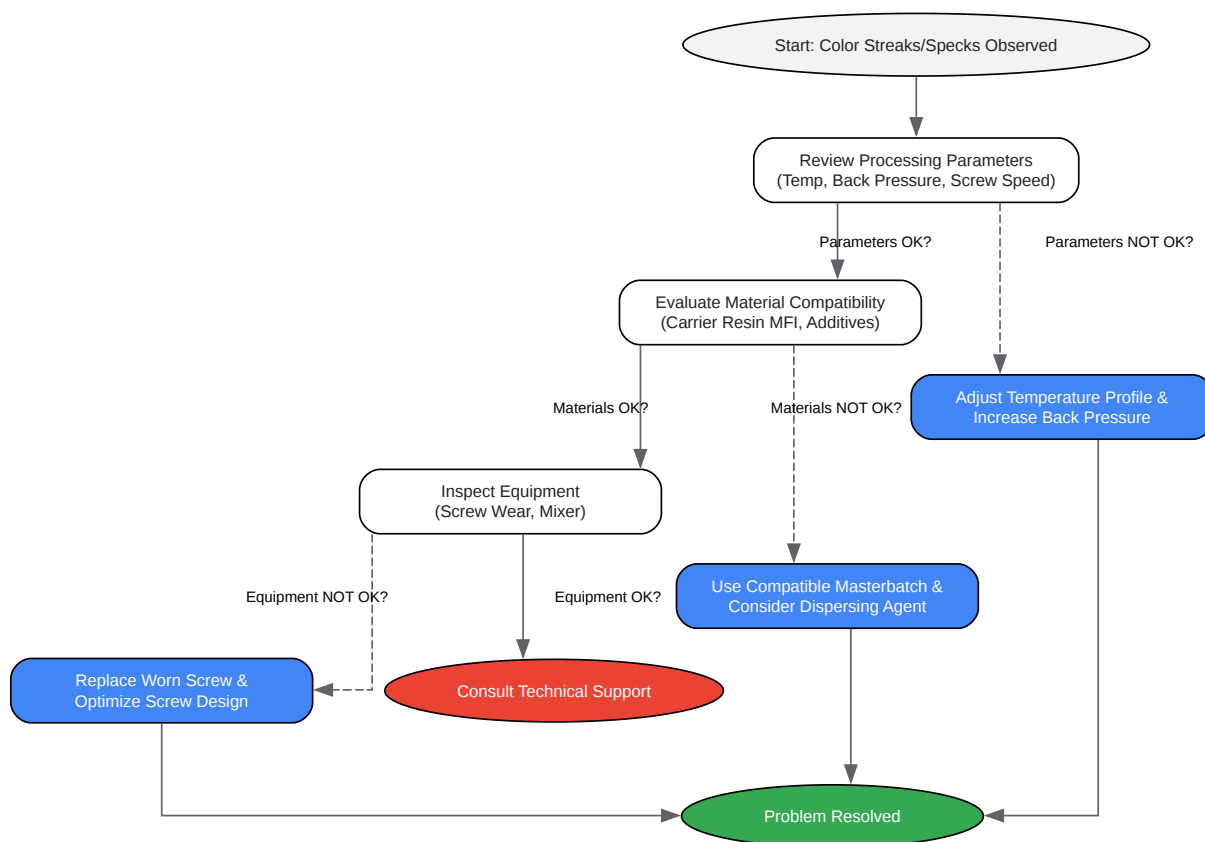 Start: Color Streaks/Specks Observed
Review Processing Parameters
(Temp, Back Pressure, Screw Speed)
Parameters OK?
Parameters NOT OK?
Evaluate Material Compatibility
(Carrier Resin MFI, Additives)
Adjust Temperature Profile &
Increase Back Pressure
Materials OK?
Materials NOT OK?
Inspect Equipment
(Screw Wear, Mixer)
Equipment NOT OK?
Equipment OK?
Use Compatible Masterbatch &
Consider Dispersing Agent
Replace Worn Screw &
Optimize Screw Design
Consult Technical Support
Problem Resolved